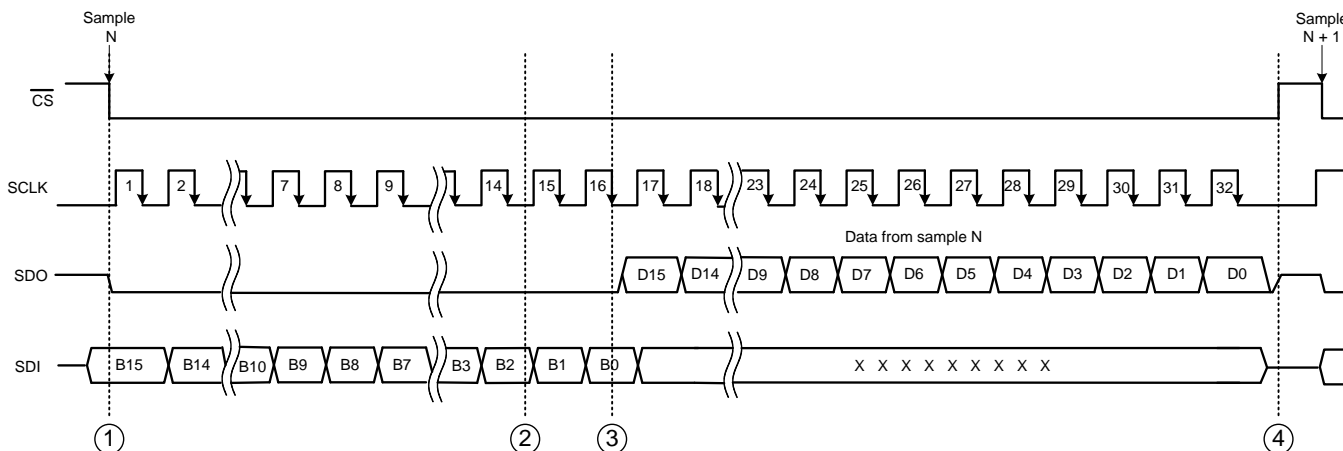 Sample
N
Sample
N + 1
CS
SCLK
1 2 7 8 9 14 15 16 17 18 23 24 25 26 27 28 29 30 31 32
Data from sample N
SDO
D15 D14 D9 D8 D7 D6 D5 D4 D3 D2 D1 D0
SDI
B15 B14 B10 B9 B8 B7 B3 B2 B1 B0 X X X X X X X X X
1 2 3 4